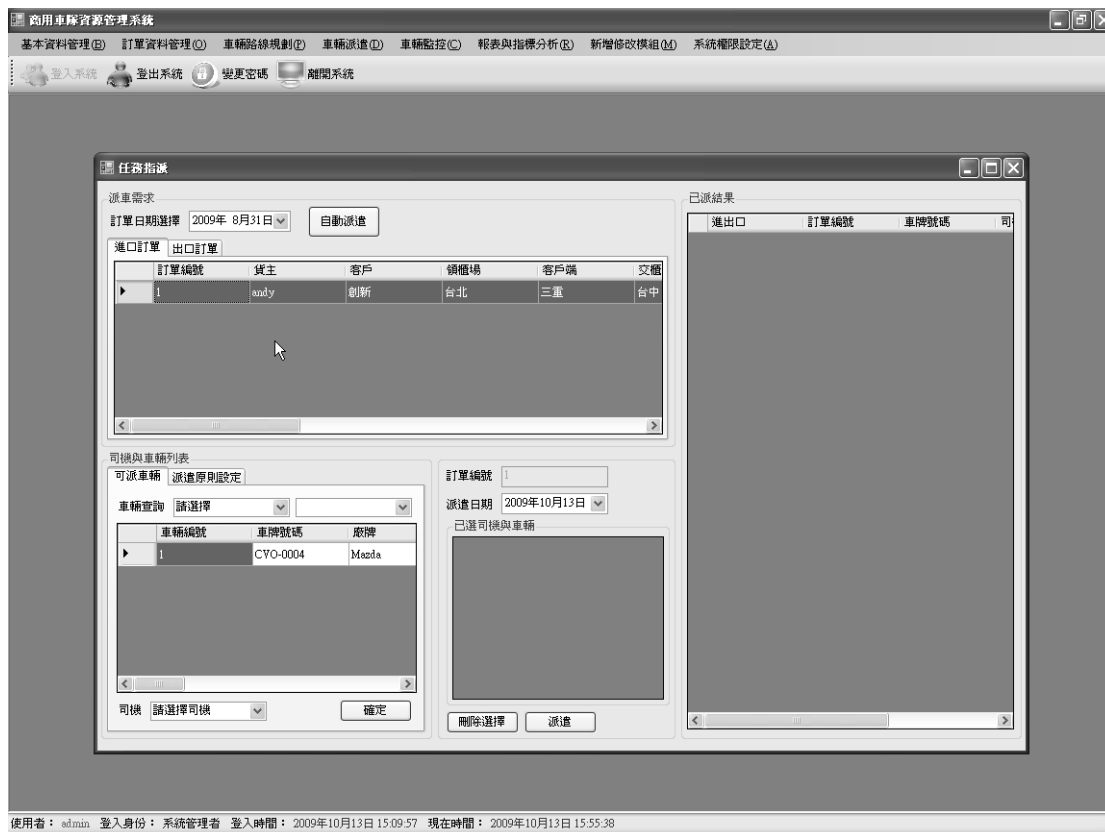 商用車隊資源管理系統
基本資料管理(B) 訂單資料管理(O) 車輛路線規劃(P) 車輛派遣(D) 車輛監控(C) 報表與指標分析(R) 新增修改模組(M) 系統權限設定(A)
登入系統 登出系統 變更密碼 離開系統
任務指派
派車需求
訂單日期選擇 2009年 8月31日 自動派遣
進口訂單 出口訂單
訂單編號 貨主 客戶 領櫃場 客戶端 交櫃
1 andy 創新 台北 三重 台中
已派結果
進出口 訂單編號 車牌號碼 司
司機與車輛列表
可派車輛 派遣原則設定
車輛查詢 請選擇
車輛編號 車牌號碼 廠牌
1 CVO-0004 Mazda
司機 請選擇司機 確定
訂單編號 1
派遣日期 2009年10月13日
已選司機與車輛
刪除選擇 派遣
使用者： admin 登入身份： 系統管理者 登入時間： 2009年10月13日 15:09:57 現在時間： 2009年10月13日 15:55:38